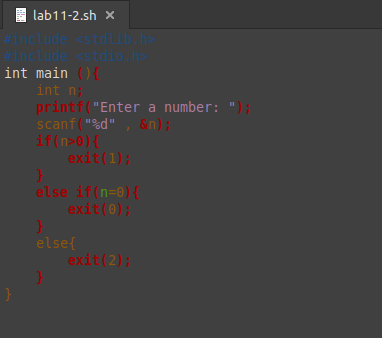 lab11-2.sh
#include <stdlib.h>
#include <stdio.h>
int main (){
int n;
printf("Enter a number: ");
scanf("%d" , &n);
if(n>0){
exit(1);
}
else if(n=0){
exit(0);
}
else{
exit(2);
}
}